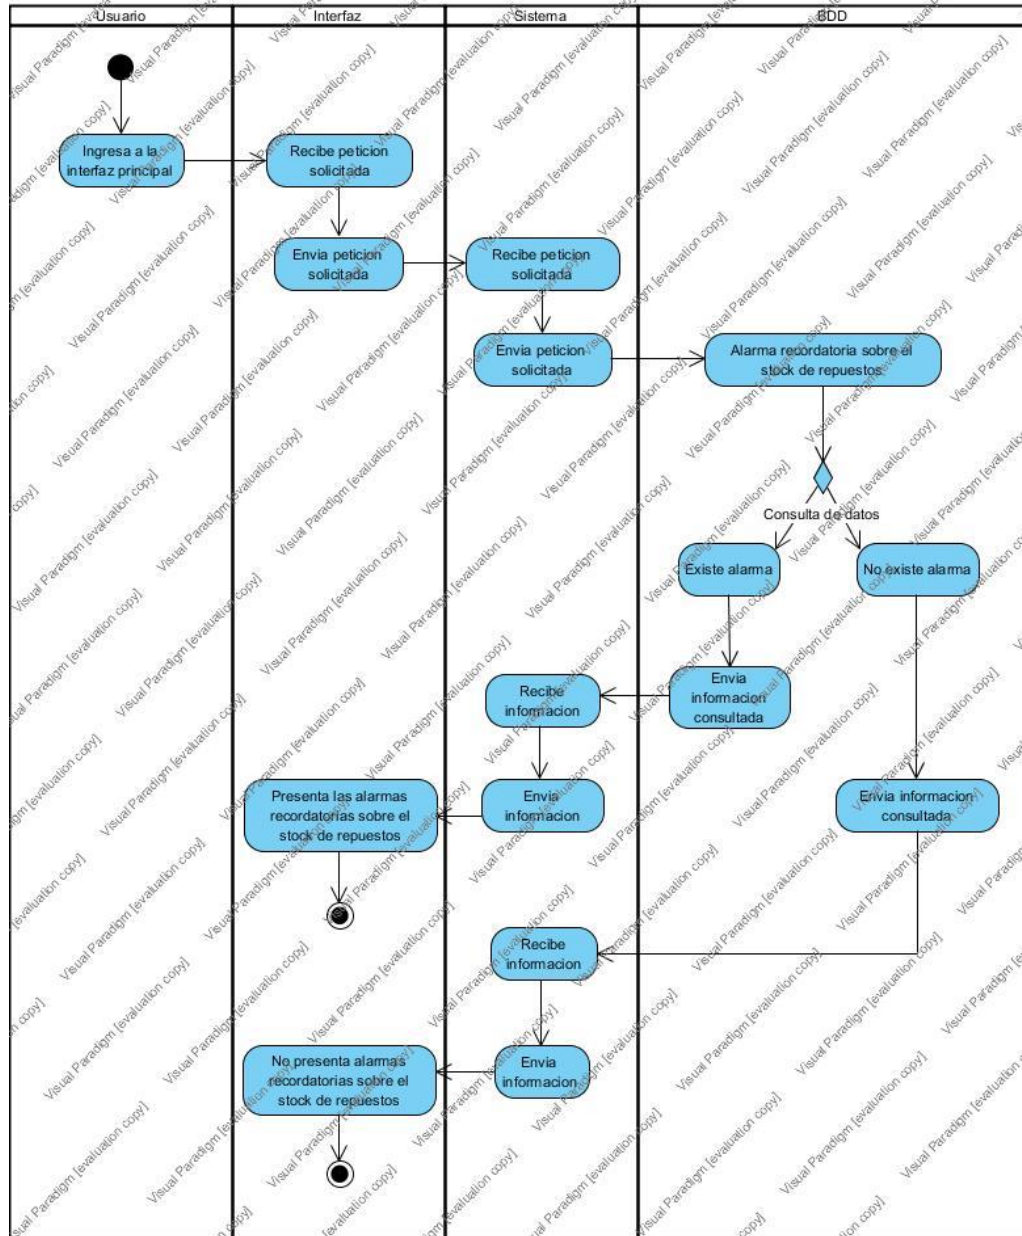 Usuario
Interfaz
Sistema
BDD
Ingresa a la
interfaz principal
Recibe peticion
solicitada
Envia peticion
solicitada
Recibe peticion
solicitada
Envia peticion
solicitada
Alarma recordatoria sobre el
stock de repuestos
Consulta de datos
Existe alarma
No existe alarma
Envia
informacion
consultada
Recibe
informacion
Envia
informacion
Presenta las alarmas
recordatorias sobre el
stock de repuestos
Envia informacion
consultada
Recibe
informacion
Envia
informacion
No presenta alarmas
recordatorias sobre el
stock de repuestos
Visual Paradigm [evaluation copy]